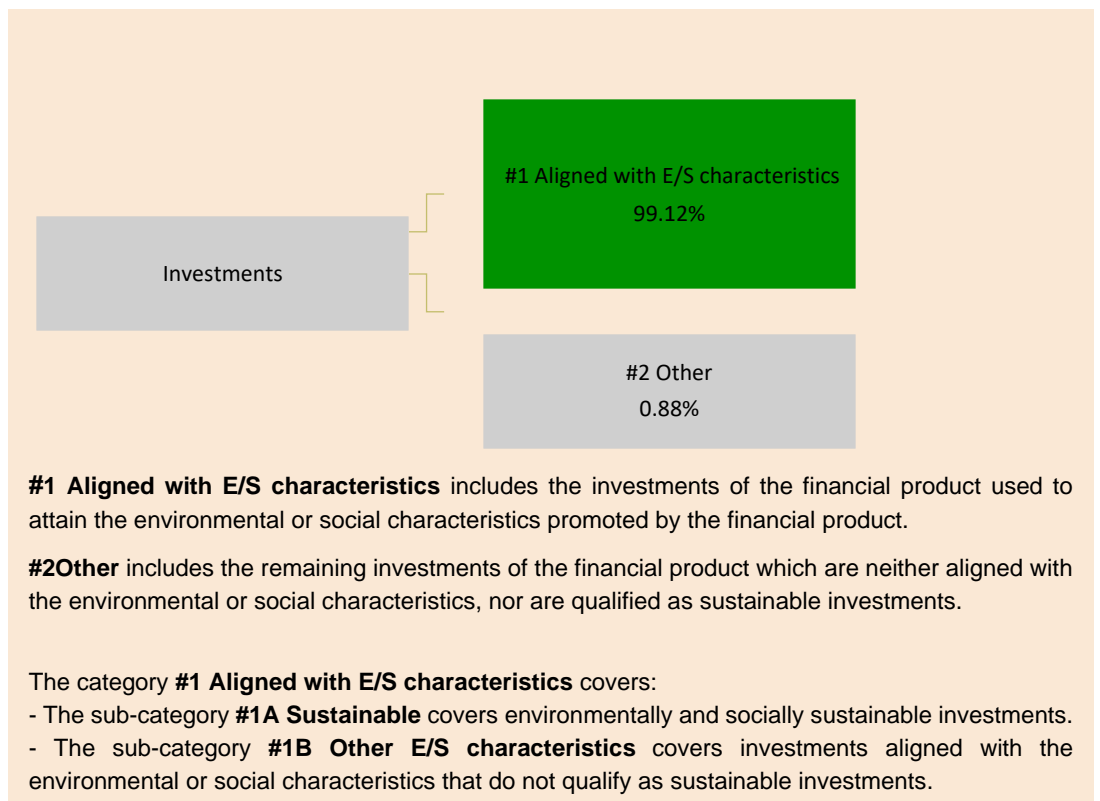 #1 Aligned with E/S characteristics
99.12%
Investments
#2 Other
0.88%
#1 Aligned with E/S characteristics includes the investments of the financial product used to
attain the environmental or social characteristics promoted by the financial product.
#2Other includes the remaining investments of the financial product which are neither aligned with
the environmental or social characteristics, nor are qualified as sustainable investments.
The category #1 Aligned with E/S characteristics covers:
- The sub-category #1A Sustainable covers environmentally and socially sustainable investments.
- The sub-category #1B Other E/S characteristics covers investments aligned with the
environmental or social characteristics that do not qualify as sustainable investments.